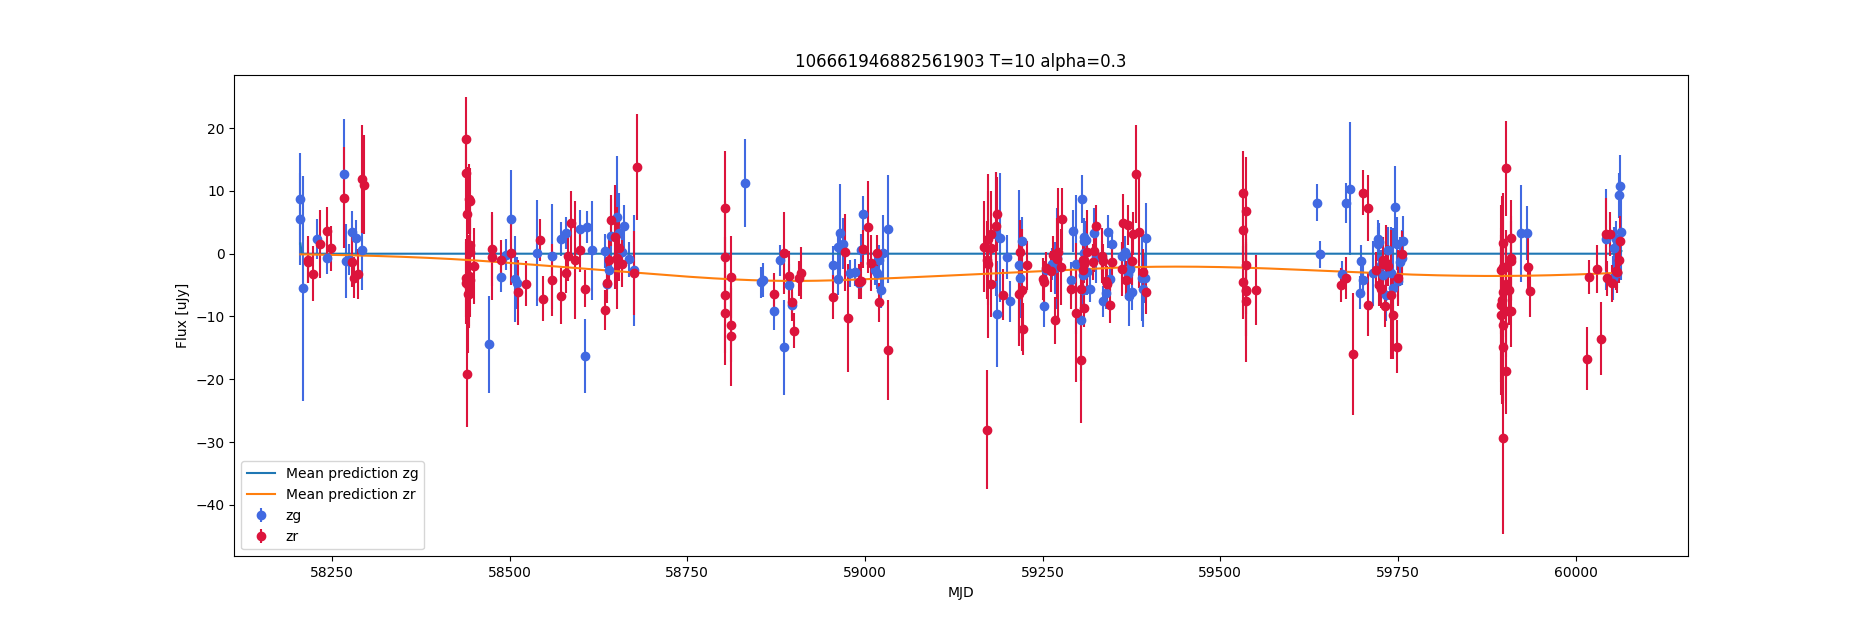 106661946882561903 T=10 alpha=0.3
Flux [uJy]
20
10
0
−10
−20
−30
−40
Mean prediction zg
Mean prediction zr
zg
zr
58250 58500 58750 59000 59250 59500 59750 60000
MJD